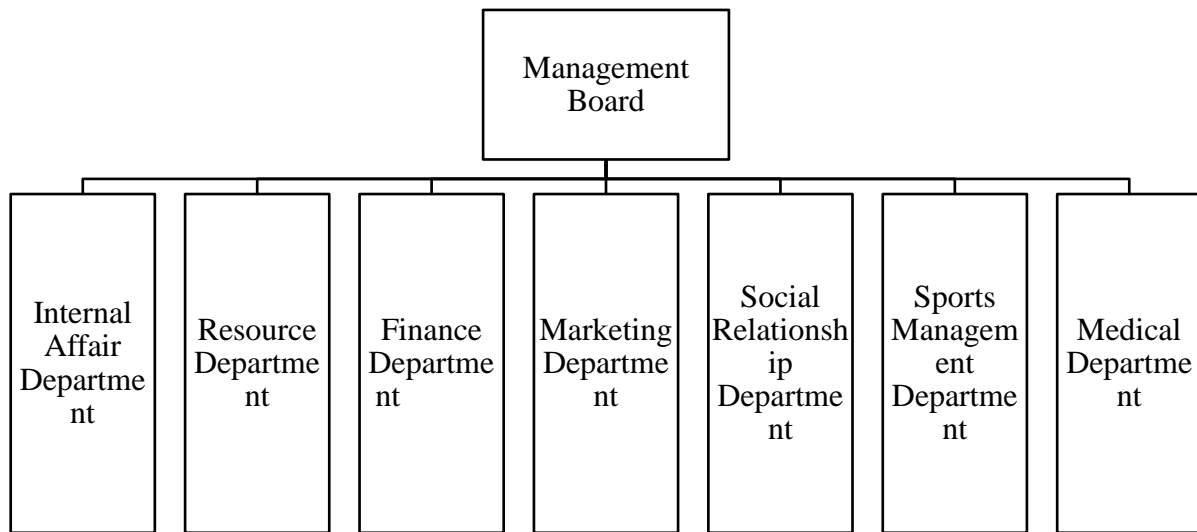 Management
Board
Internal
Affair
Departme
nt
Resource
Departme
nt
Finance
Departme
nt
Marketing
Departme
nt
Social
Relationsh
ip
Departme
nt
Sports
Managem
ent
Departme
nt
Medical
Departme
nt